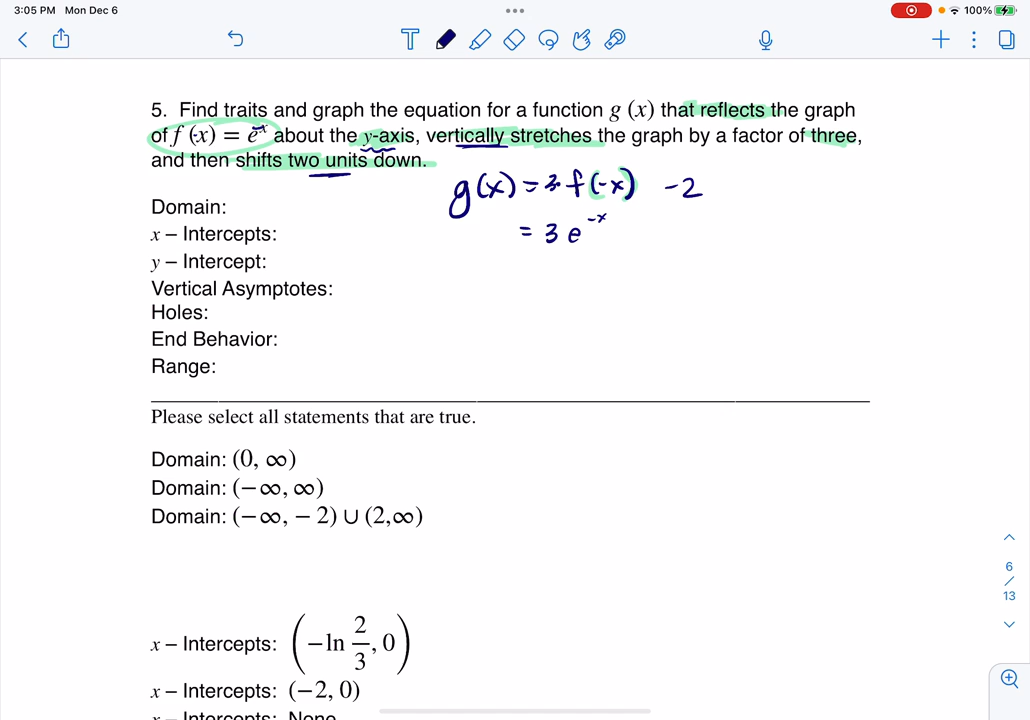 3:05 PM Mon Dec 6
100%
5. Find traits and graph the equation for a function g (x) that reflects the graph
of f (-x) = e⁻ˣ about the y-axis, vertically stretches the graph by a factor of three,
and then shifts two units down.
g(x) = 3 f(-x) -2
= 3 e⁻ˣ
Domain:
x – Intercepts:
y – Intercept:
Vertical Asymptotes:
Holes:
End Behavior:
Range:
Please select all statements that are true.
Domain: (0, ∞)
Domain: (−∞, ∞)
Domain: (−∞, − 2) ∪ (2,∞)
x – Intercepts: (−ln 2/3, 0)
x – Intercepts: (−2, 0)
x – Intercepts: None
6
/
13